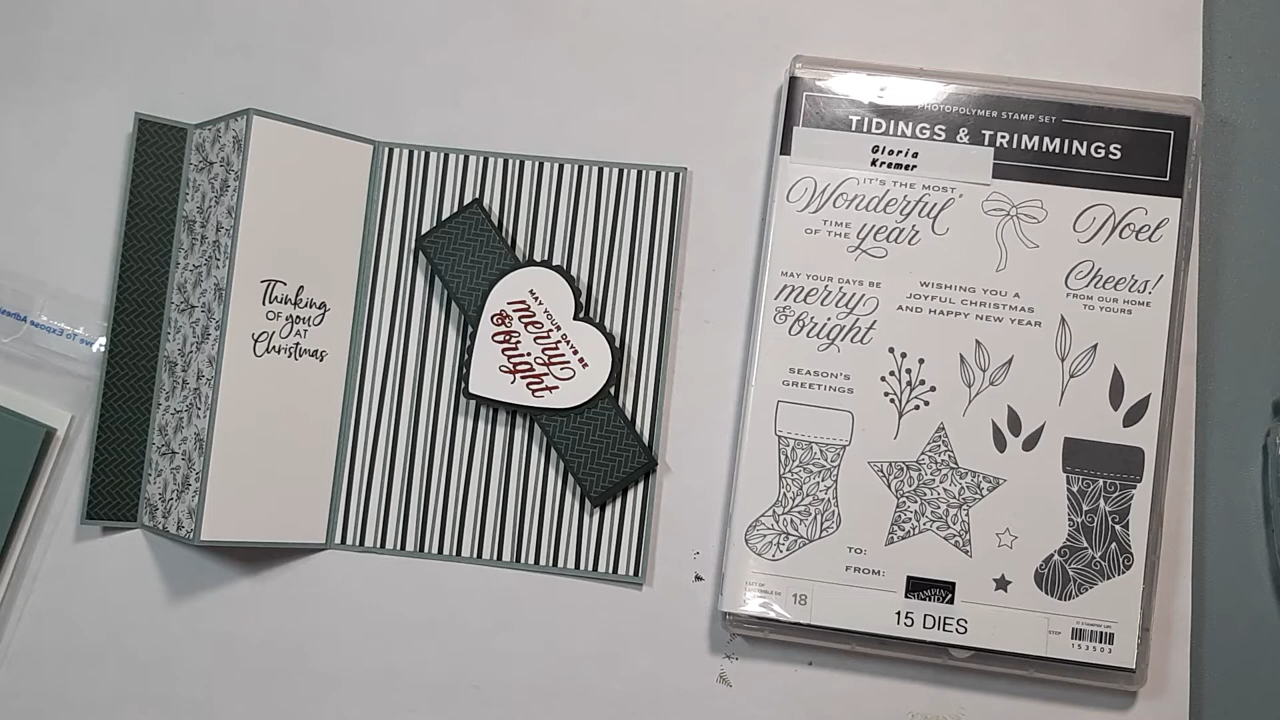 Thinking
OF you AT
Christmas
MAY YOUR DAYS BE
merry
& bright
PHOTOPOLYMER STAMP SET
TIDINGS & TRIMMINGS
Gloria
Kremer
IT'S THE MOST
Wonderful
TIME
OF THE year
Noel
Cheers!
FROM OUR HOME
TO YOURS
MAY YOUR DAYS BE
merry
& bright
WISHING YOU A
JOYFUL CHRISTMAS
AND HAPPY NEW YEAR
SEASON'S
GREETINGS
TO:
FROM:
18
STAMPIN'
15 DIES
153503